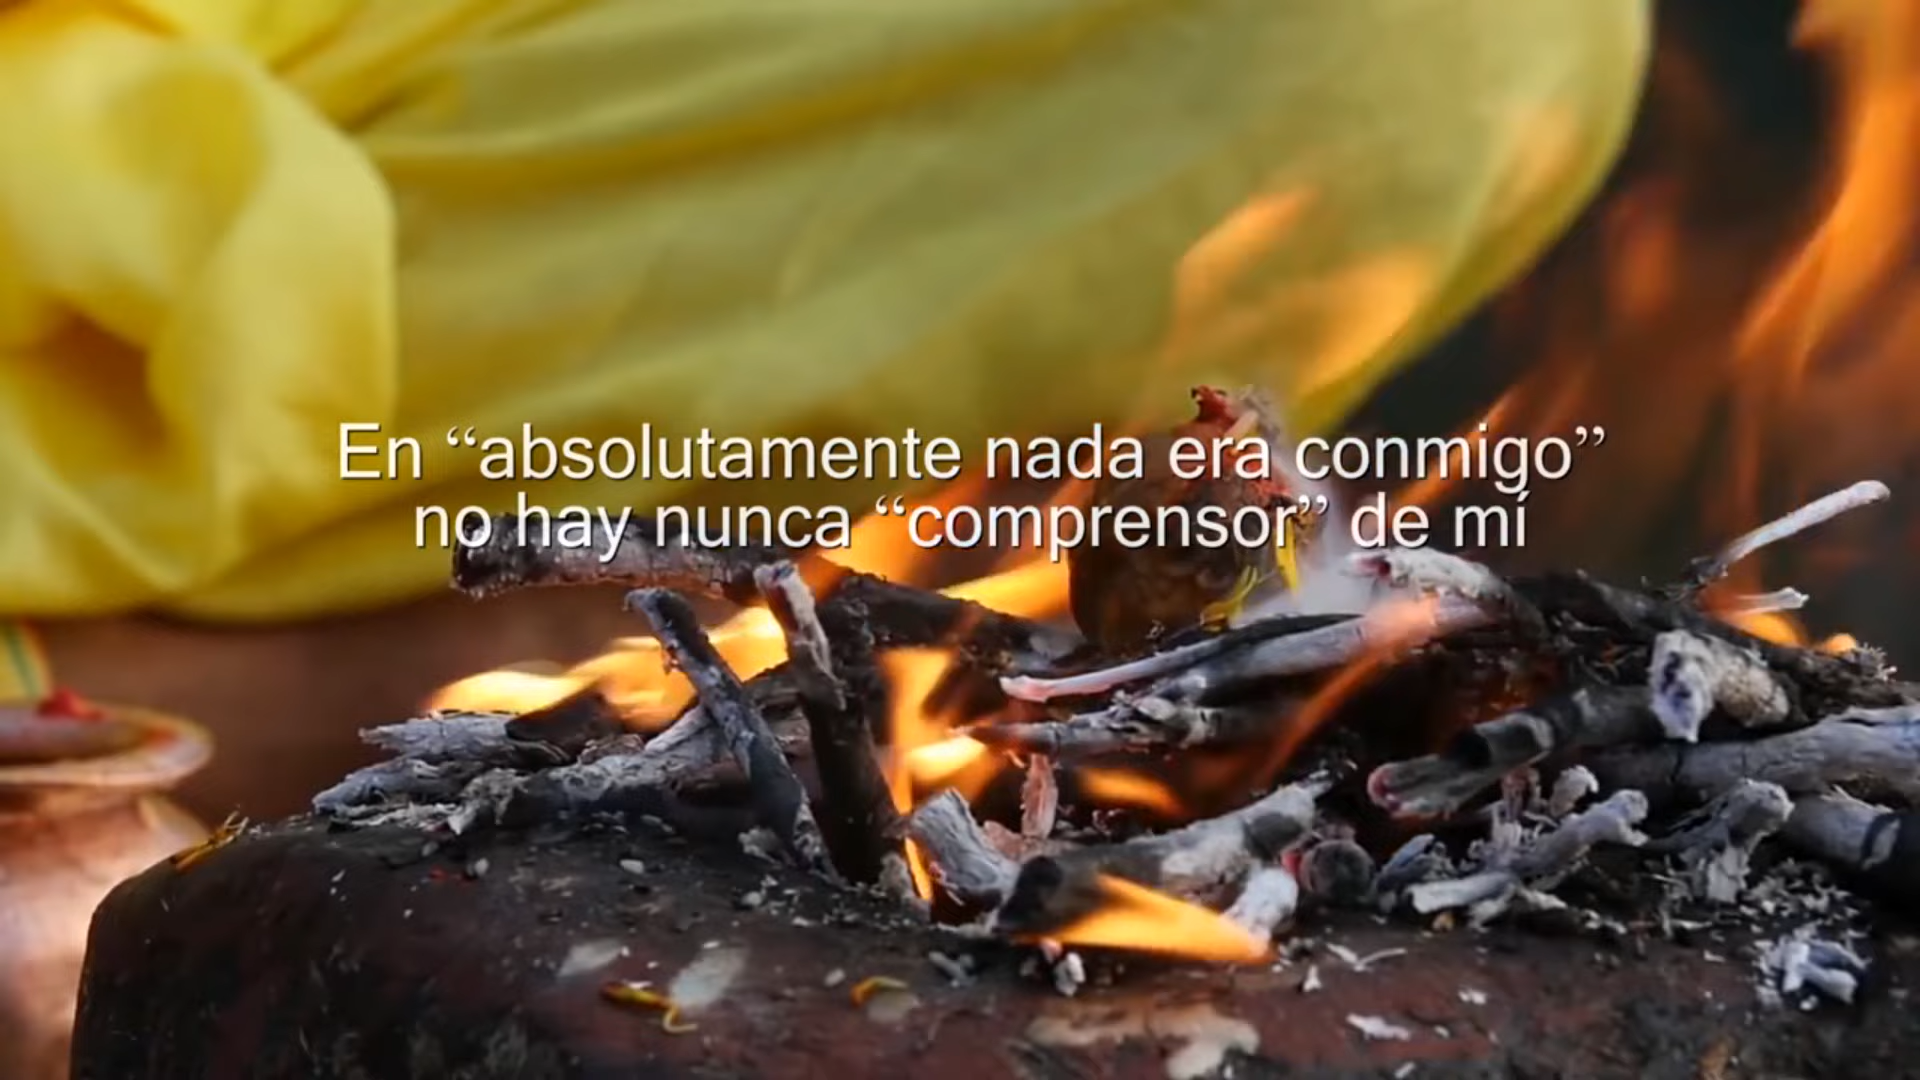 En “absolutamente nada era conmigo”
no hay nunca “comprensor” de mí